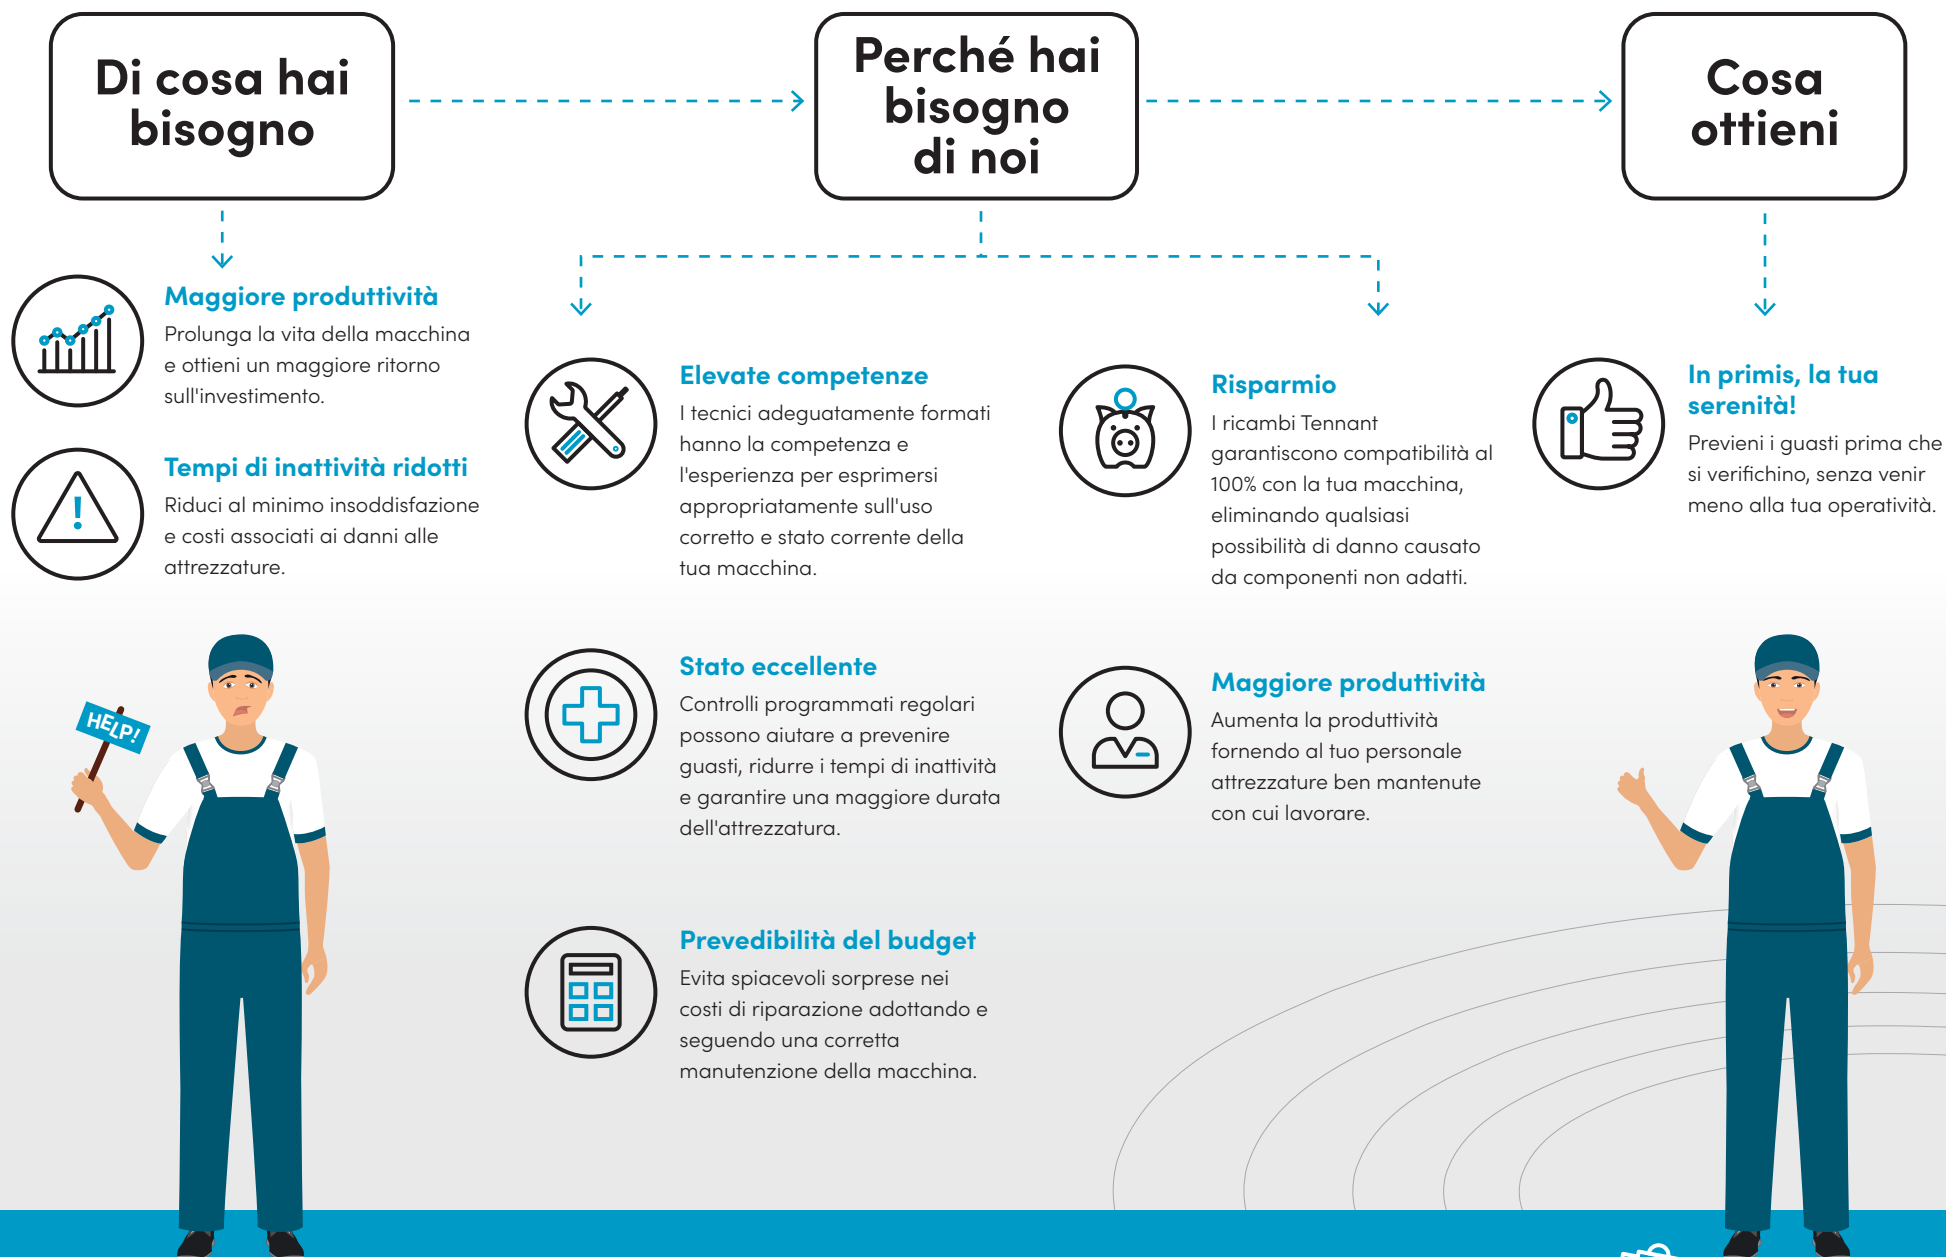 Di cosa hai
bisogno
Perché hai
bisogno
di noi
Cosa
ottieni
Maggiore produttività
Prolunga la vita della macchina
e ottieni un maggiore ritorno
sull'investimento.
Tempi di inattività ridotti
Riduci al minimo insoddisfazione
e costi associati ai danni alle
attrezzature.
HELP!
Elevate competenze
I tecnici adeguatamente formati
hanno la competenza e
l'esperienza per esprimersi
appropriatamente sull'uso
corretto e stato corrente della
tua macchina.
Stato eccellente
Controlli programmati regolari
possono aiutare a prevenire
guasti, ridurre i tempi di inattività
e garantire una maggiore durata
dell'attrezzatura.
Prevedibilità del budget
Evita spiacevoli sorprese nei
costi di riparazione adottando e
seguendo una corretta
manutenzione della macchina.
Risparmio
I ricambi Tennant
garantiscono compatibilità al
100% con la tua macchina,
eliminando qualsiasi
possibilità di danno causato
da componenti non adatti.
Maggiore produttività
Aumenta la produttività
fornendo al tuo personale
attrezzature ben mantenute
con cui lavorare.
In primis, la tua
serenità!
Previeni i guasti prima che
si verifichino, senza venir
meno alla tua operatività.